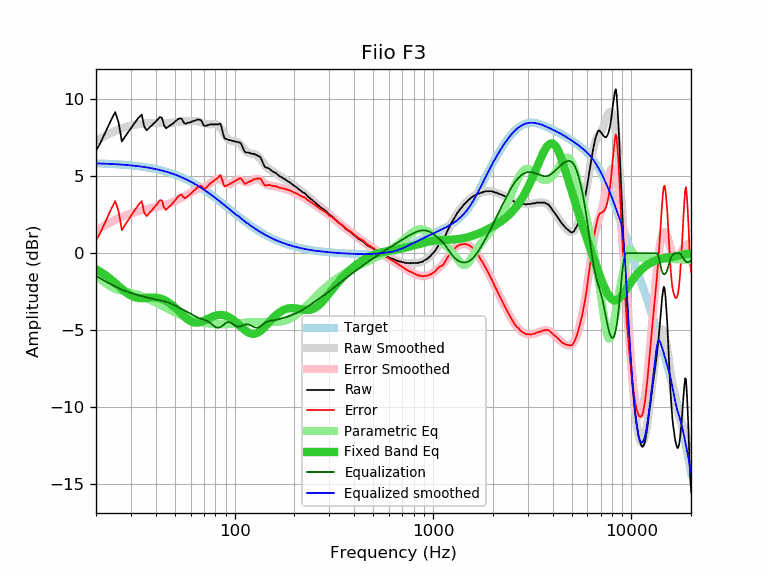 Fiio F3
Amplitude (dBr)
10
5
0
−5
−10
−15
Target
Raw Smoothed
Error Smoothed
Raw
Error
Parametric Eq
Fixed Band Eq
Equalization
Equalized smoothed
100
1000
10000
Frequency (Hz)